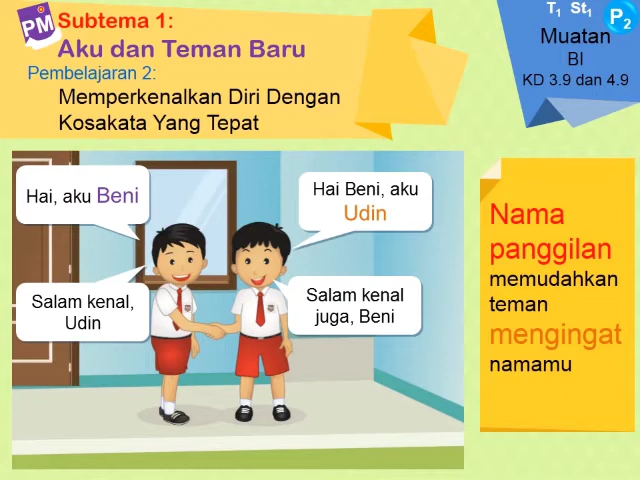 PM
Subtema 1:
Aku dan Teman Baru
Pembelajaran 2:
Memperkenalkan Diri Dengan
Kosakata Yang Tepat
T1 St1
P2
Muatan
BI
KD 3.9 dan 4.9
Hai, aku Beni
Hai Beni, aku
Udin
Salam kenal,
Udin
Salam kenal
juga, Beni
Nama
panggilan
memudahkan
teman
mengingat
namamu